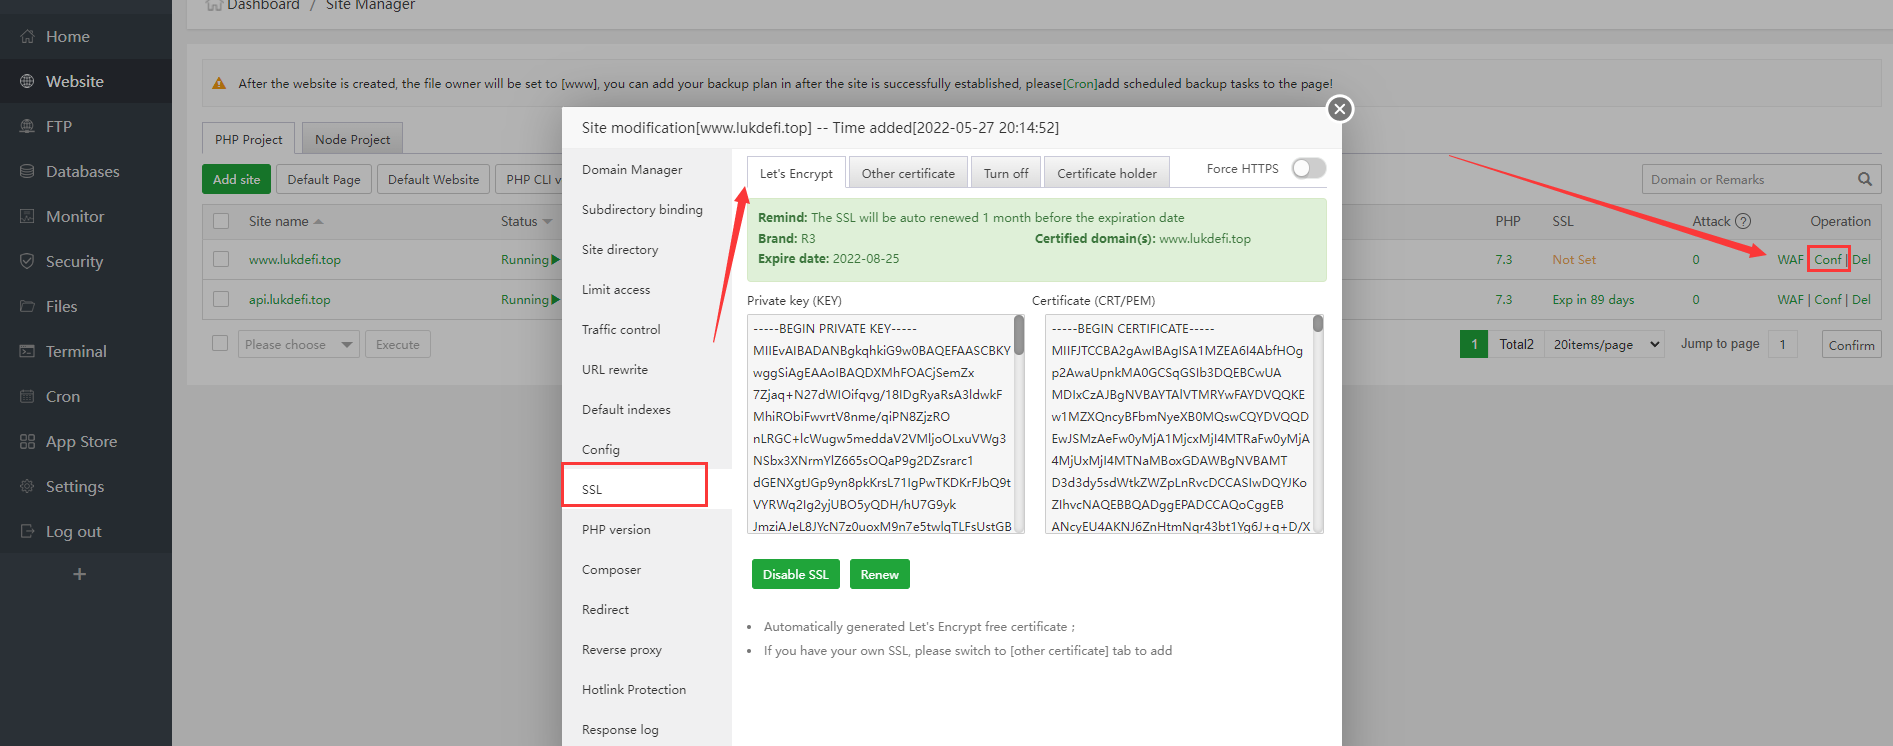 Dashboard / Site Manager
Home
Website
FTP
Databases
Monitor
Security
Files
Terminal
Cron
App Store
Settings
Log out
+
After the website is created, the file owner will be set to [www], you can add your backup plan in after the site is successfully established, please[Cron]add scheduled backup tasks to the page!
PHP Project Node Project
Add site Default Page Default Website PHP CLI v
Domain or Remarks
Site name Status PHP SSL Attack ? Operation
www.lukdefi.top Running 7.3 Not Set 0 WAF | Conf | Del
api.lukdefi.top Running 7.3 Exp in 89 days 0 WAF | Conf | Del
Please choose Execute
1 Total2 20items/page Jump to page 1 Confirm
Site modification[www.lukdefi.top] -- Time added[2022-05-27 20:14:52]
Domain Manager
Subdirectory binding
Site directory
Limit access
Traffic control
URL rewrite
Default indexes
Config
SSL
PHP version
Composer
Redirect
Reverse proxy
Hotlink Protection
Response log
Let's Encrypt Other certificate Turn off Certificate holder Force HTTPS
Remind: The SSL will be auto renewed 1 month before the expiration date
Brand: R3 Certified domain(s): www.lukdefi.top
Expire date: 2022-08-25
Private key (KEY)
-----BEGIN PRIVATE KEY-----
MIIEvAIBADANBgkqhkiG9w0BAQEFAASCBKY
wggSiAgEAAoIBAQDXMhFOACjSemZx
7Zjaq+N27dWIOifqvg/18IDgRyaRsA3ldwkF
MhiRObiFwvrtV8nme/qiPN8ZjzRO
nLRGC+lcWugw5meddaV2VMljoOLxuVWg3
NSbx3XNrmYlZ665sOQaP9g2DZsrarc1
dGENXgtJGp9yn8pkKrsL71IgPwTKDKrFJbQ9t
VYRWq2Ig2yjUBO5yQDH/hU7G9yk
JmziAJeL8JYcN7z0uoxM9n7e5twlqTLFsUstGB
Certificate (CRT/PEM)
-----BEGIN CERTIFICATE-----
MIIFJTCCBA2gAwIBAgISA1MZEA6I4AbfHOg
p2AwaUpnkMA0GCSqGSIb3DQEBCwUA
MDIxCzAJBgNVBAYTAlVTMRYwFAYDVQQKE
w1MZXQncyBFbmNyeXB0MQswCQYDVQQD
EwJSMzAeFw0yMjA1MjcxMjI4MTRaFw0yMjA
4MjUxMjI4MTNaMBoxGDAWBgNVBAMT
D3d3dy5sdWtkZWZpLnRvcDCCASIwDQYJKo
ZIhvcNAQEBBQADggEPADCCAQoCggEB
ANcyEU4AKNJ6ZnHtmNqr43bt1Yg6J+q+D/X
Disable SSL Renew
Automatically generated Let's Encrypt free certificate ;
If you have your own SSL, please switch to [other certificate] tab to add